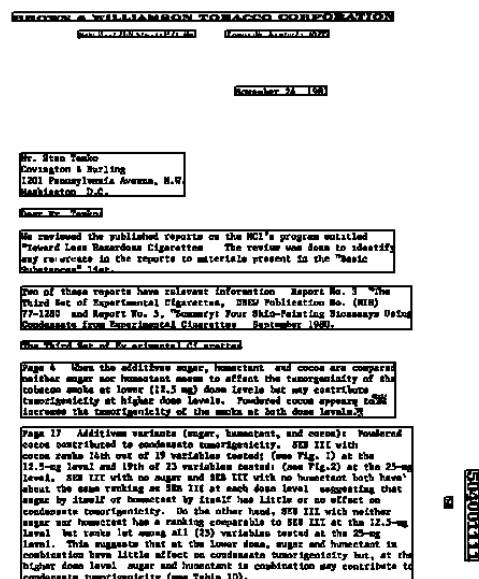 BROWN & WILLIAMSON TOBACCO CORPORATION
November 24 198
Mr. Stan Temko
Covington & Burling
1201 Pennsylvania Avenue, N.W.
Washington D.C.
Dear Mr. Temko:
We reviewed the published reports on the NCI's program entitled
"Toward Less Hazardous Cigarettes The review was done to identify
any reference in the reports to materials present in the "Basic
Substances" list.
Two of these reports have relevant information Report No. 3 "The
Third Set of Experimental Cigarettes, DHEW Publication No. (NIH)
77-1280 and Report No. 5, "Summary: Four Skin-Painting Bioassays Using
Condensate from Experimental Cigarettes September 1980.
The Third Set of Experimental Cigarettes
Page 4 When the additives sugar, humectant and cocoa are compared
neither sugar nor humectant seems to affect the tumorgenicity of the
tobacco smoke at lower (12.5 mg) dose levels but may contribute
tumorigenicity at higher dose levels. Powdered cocoa appears to
increase the tumorigenicity of the smoke at both dose levels.
Page 17 Additives variants (sugar, humectant, and cocoa): Powdered
cocoa contributed to condensate tumorigenicity. SEB III with
cocoa ranks 14th out of 19 variables tested; (see Fig. 1) at the
12.5-mg level and 19th of 23 variables tested: (see Fig.2) at the 25-mg
level. SEB III with no sugar and SEB III with no humectant both have
about the same ranking as SEB III at each dose level suggesting that
sugar by itself or humectant by itself has little or no effect on
condensate tumorigenicity. On the other hand, SEB III with neither
sugar nor humectant has a ranking comparable to SEB III at the 12.5-mg
level but ranks 1st among all (23) variables tested at the 25-mg
level. This suggests that at the lower dose, sugar and humectant in
combination have little affect on condensate tumorigenicity but, at the
higher dose level sugar and humectant in combination may contribute to
condensate tumorigenicity (see Table 10).